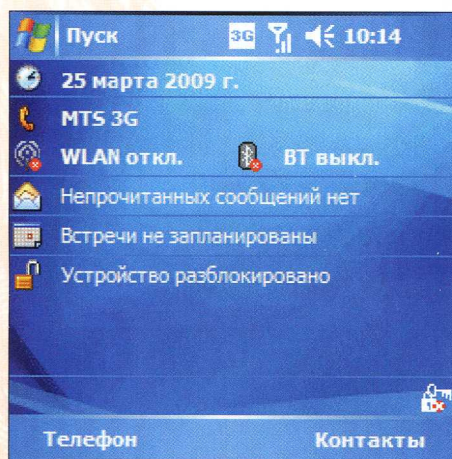 Пуск 3G 10:14
25 марта 2009 г.
MTS 3G
WLAN откл. BT выкл.
Непрочитанных сообщений нет
Встречи не запланированы
Устройство разблокировано
Телефон Контакты